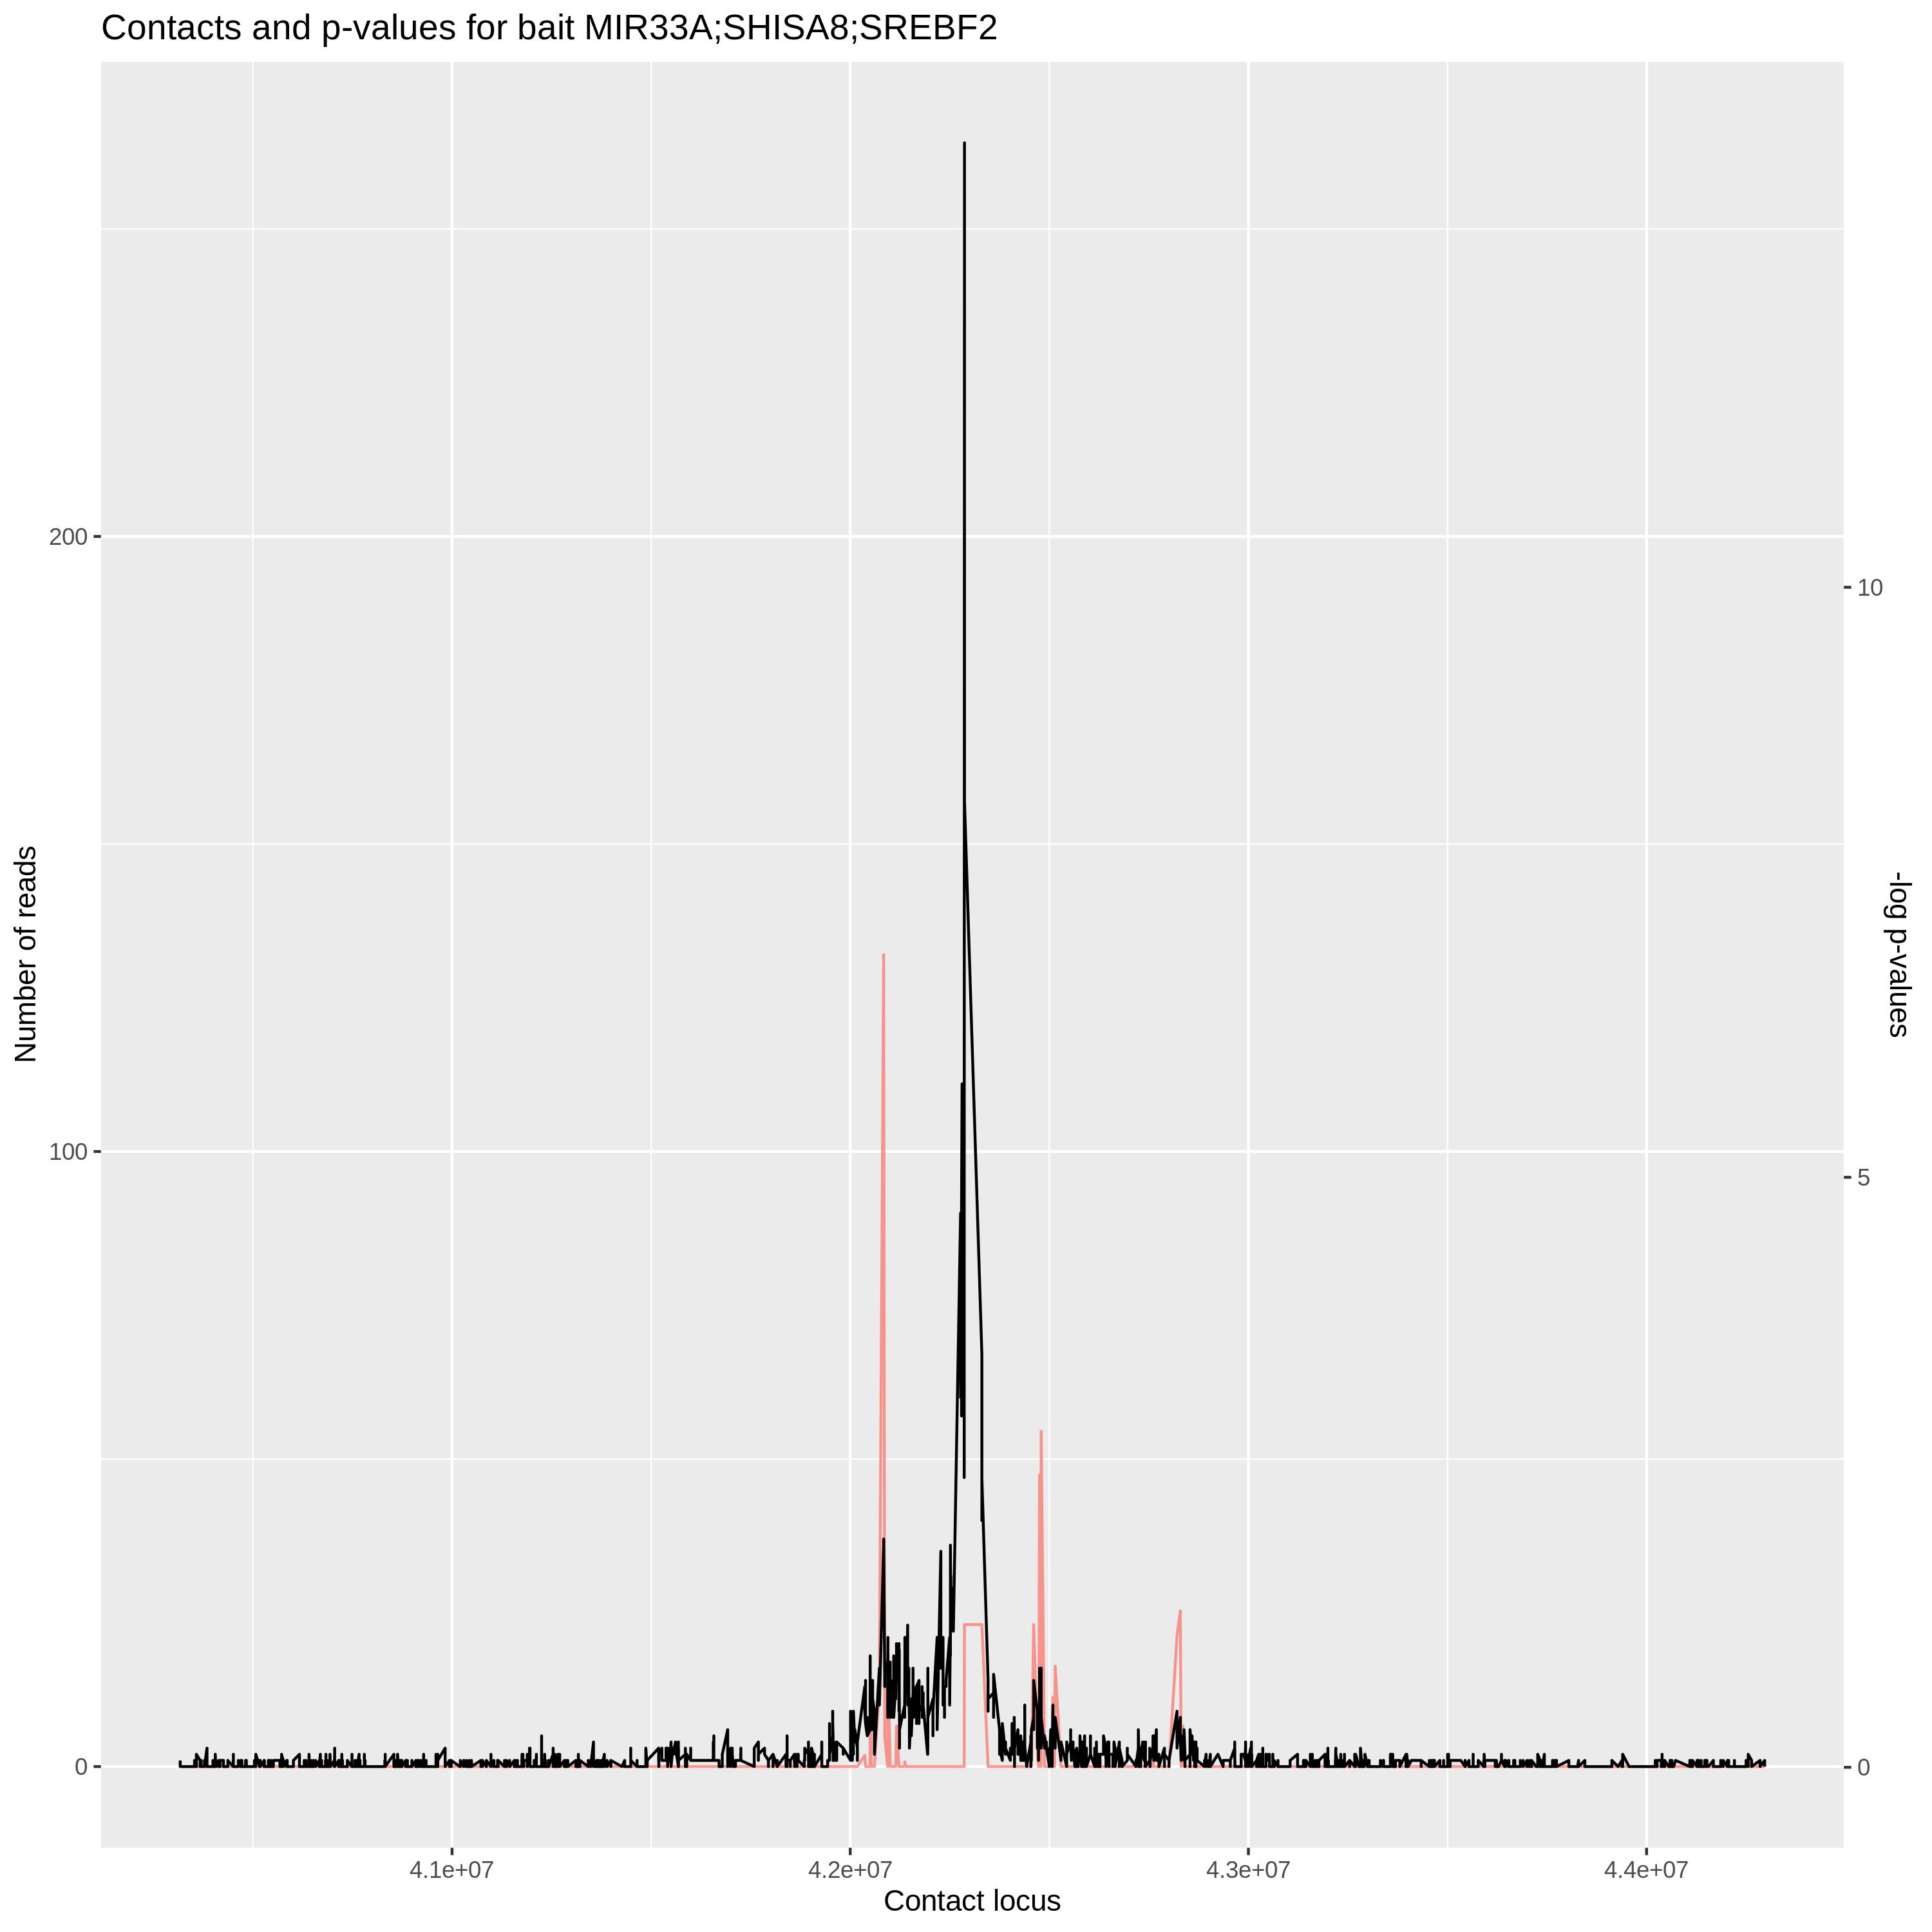 Contacts and p-values for bait MIR33A;SHISA8;SREBF2
200
100
0
Number of reads
10
5
0
-log p-values
4.1e+07 4.2e+07 4.3e+07 4.4e+07
Contact locus